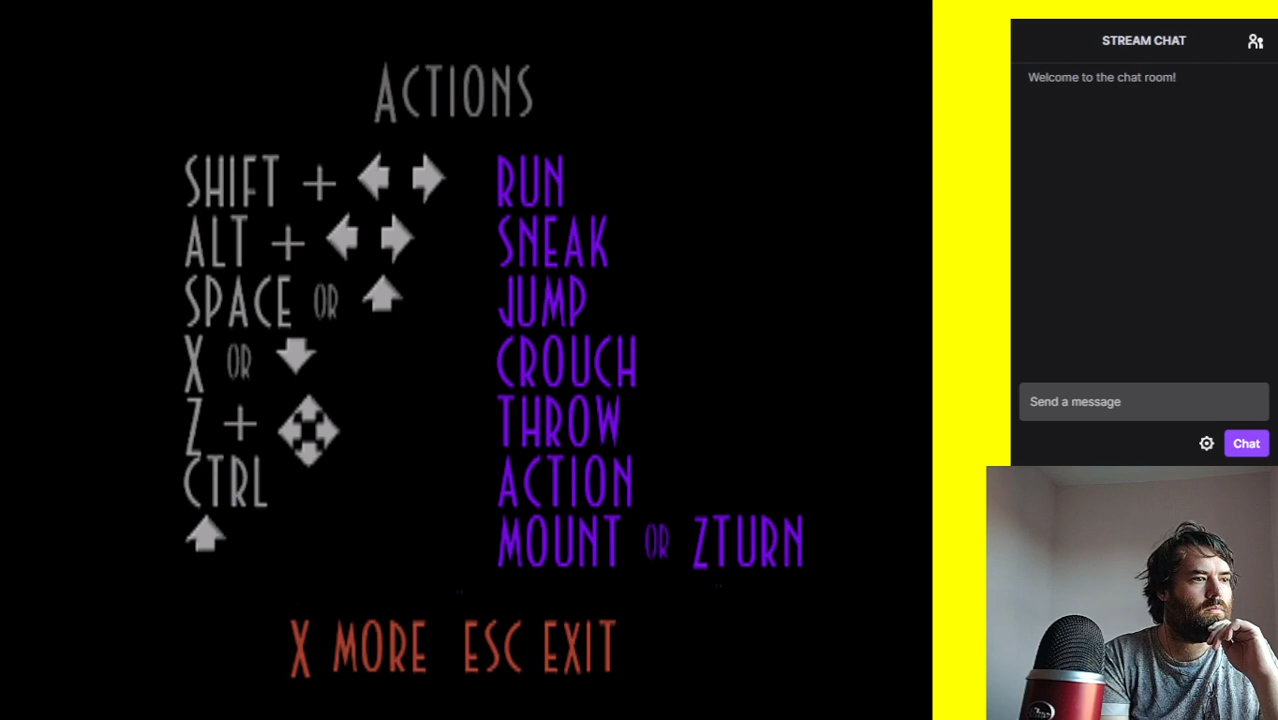 ACTIONS
SHIFT + RUN
ALT + SNEAK
SPACE OR JUMP
X OR CROUCH
Z + THROW
CTRL ACTION
MOUNT OR ZTURN
X MORE ESC EXIT
STREAM CHAT
Welcome to the chat room!
Send a message
Chat